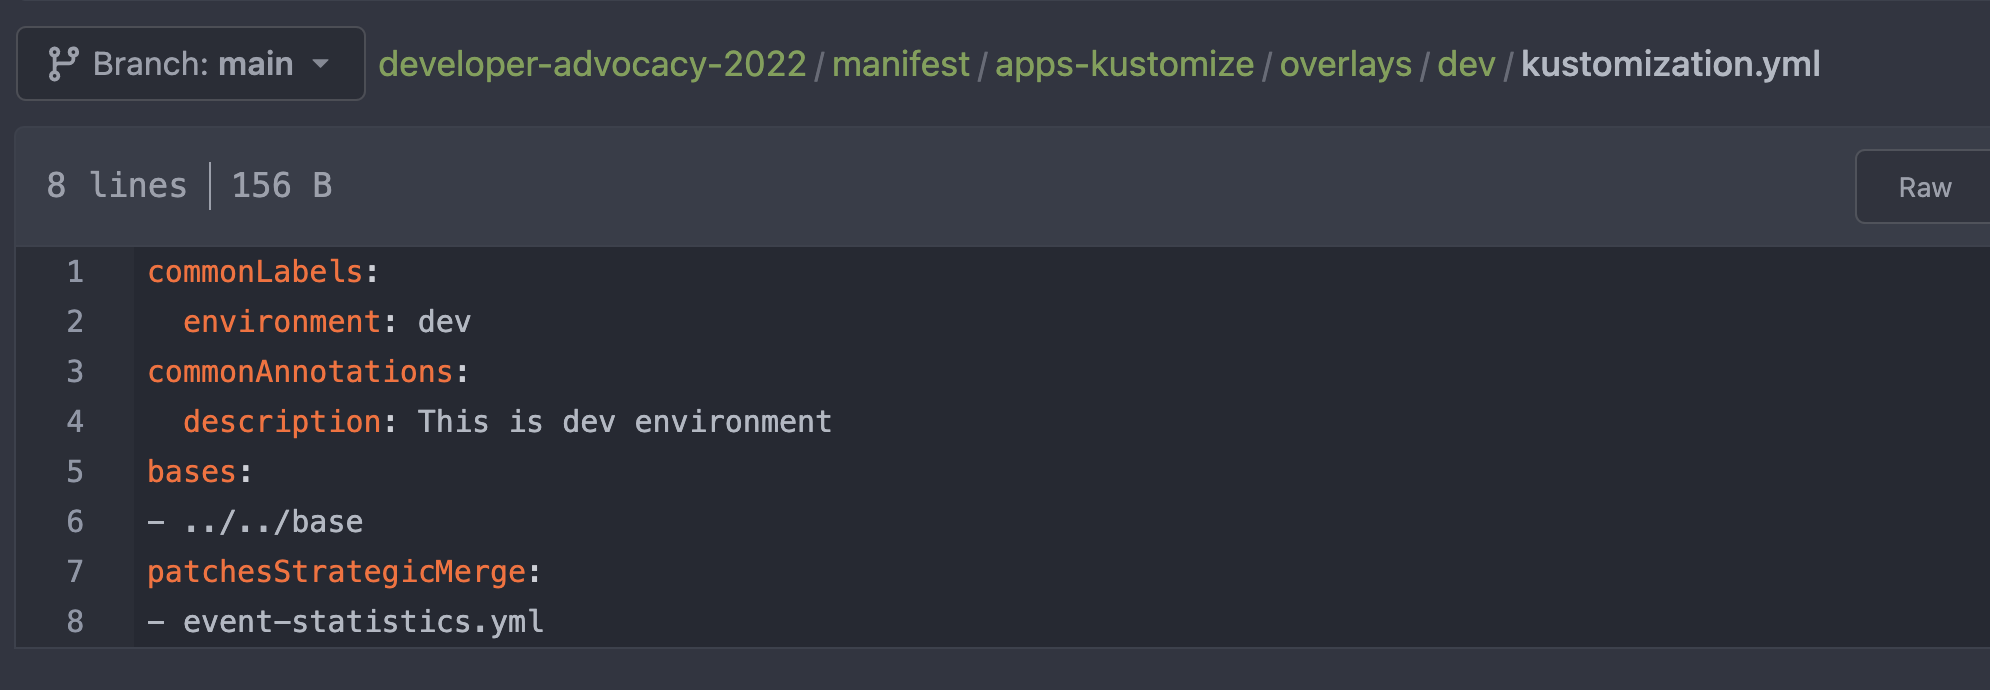 Branch: main developer-advocacy-2022/manifest/apps-kustomize/overlays/dev/kustomization.yml
8 lines | 156 B Raw
1 commonLabels:
2   environment: dev
3 commonAnnotations:
4   description: This is dev environment
5 bases:
6 - ../../base
7 patchesStrategicMerge:
8 - event-statistics.yml